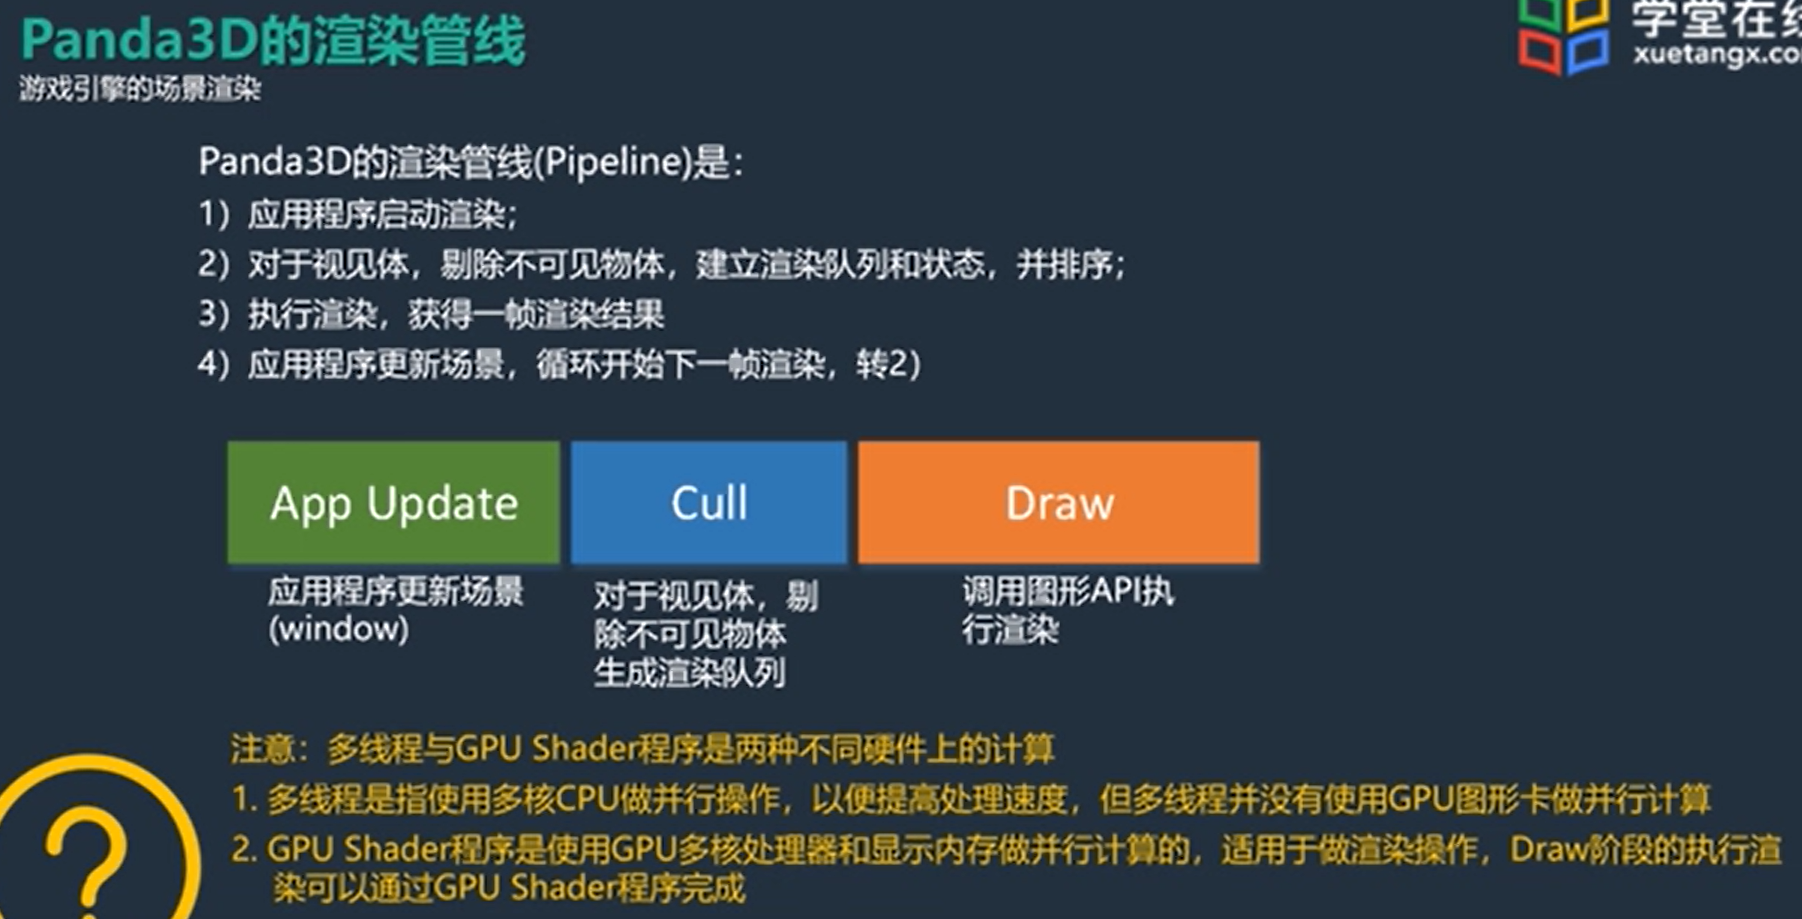 Panda3D的渲染管线
游戏引擎的场景渲染
学堂在线
xuetangx.co
Panda3D的渲染管线(Pipeline)是：
1）应用程序启动渲染；
2）对于视见体，剔除不可见物体，建立渲染队列和状态，并排序；
3）执行渲染，获得一帧渲染结果
4）应用程序更新场景，循环开始下一帧渲染，转2）
App Update
Cull
Draw
应用程序更新场景
(window)
对于视见体，剔
除不可见物体
生成渲染队列
调用图形API执
行渲染
注意：多线程与GPU Shader程序是两种不同硬件上的计算
1. 多线程是指使用多核CPU做并行操作，以便提高处理速度，但多线程并没有使用GPU图形卡做并行计算
2. GPU Shader程序是使用GPU多核处理器和显示内存做并行计算的，适用于做渲染操作，Draw阶段的执行渲
染可以通过GPU Shader程序完成
?